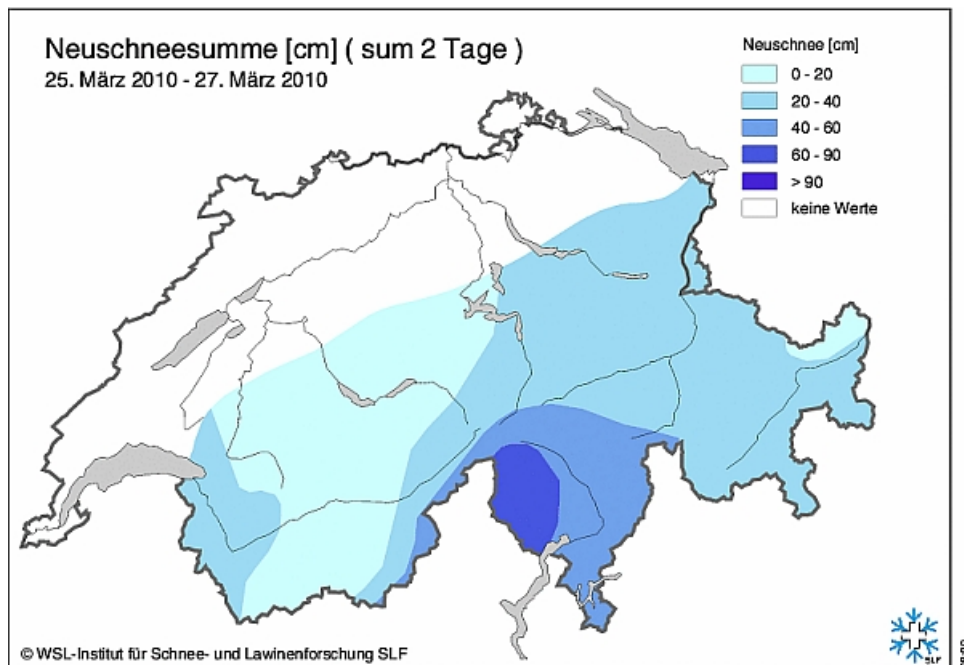 Neuschneesumme [cm] ( sum 2 Tage )
25. März 2010 - 27. März 2010
Neuschnee [cm]
0 - 20
20 - 40
40 - 60
60 - 90
> 90
keine Werte
© WSL-Institut für Schnee- und Lawinenforschung SLF
SLF